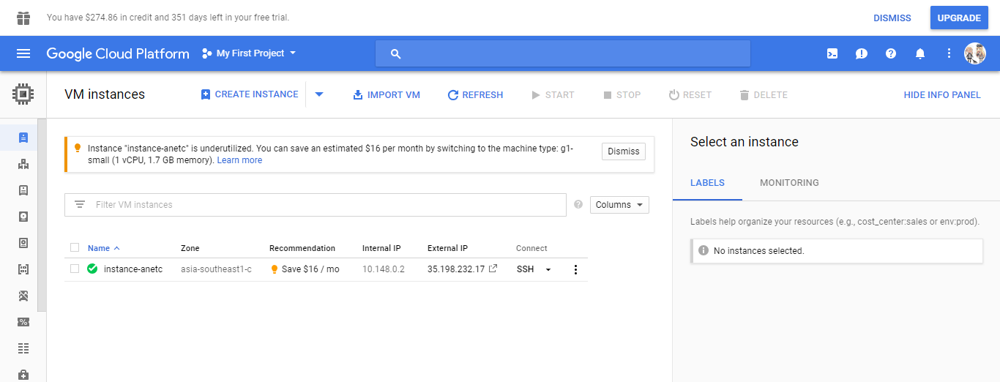 You have $274.86 in credit and 351 days left in your free trial.
DISMISS
UPGRADE
Google Cloud Platform
My First Project
VM instances
CREATE INSTANCE
IMPORT VM
REFRESH
START
STOP
RESET
DELETE
HIDE INFO PANEL
Instance "instance-anetc" is underutilized. You can save an estimated $16 per month by switching to the machine type: g1-
small (1 vCPU, 1.7 GB memory). Learn more
Dismiss
Filter VM instances
Columns
Name Zone Recommendation Internal IP External IP Connect
instance-anetc asia-southeast1-c Save $16 / mo 10.148.0.2 35.198.232.17 SSH
Select an instance
LABELS
MONITORING
Labels help organize your resources (e.g., cost_center:sales or env:prod).
No instances selected.